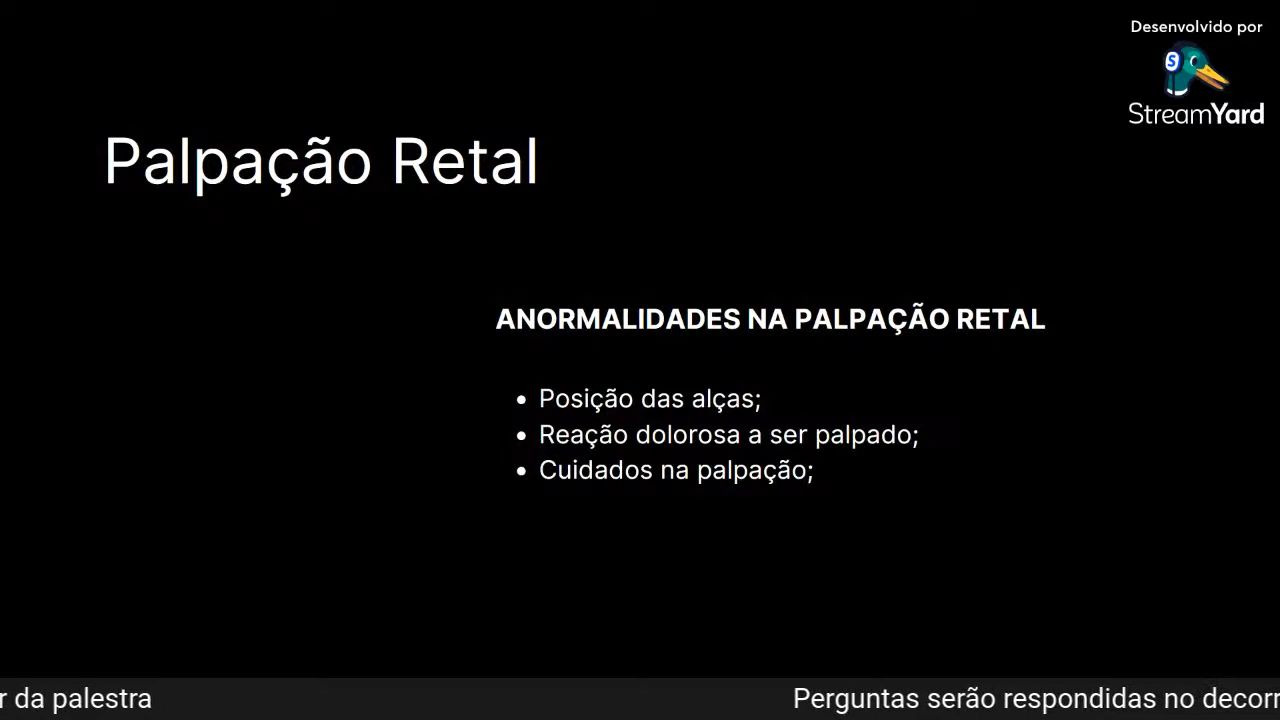 Desenvolvido por
StreamYard
Palpação Retal
ANORMALIDADES NA PALPAÇÃO RETAL
• Posição das alças;
• Reação dolorosa a ser palpado;
• Cuidados na palpação;
r da palestra
Perguntas serão respondidas no decorr